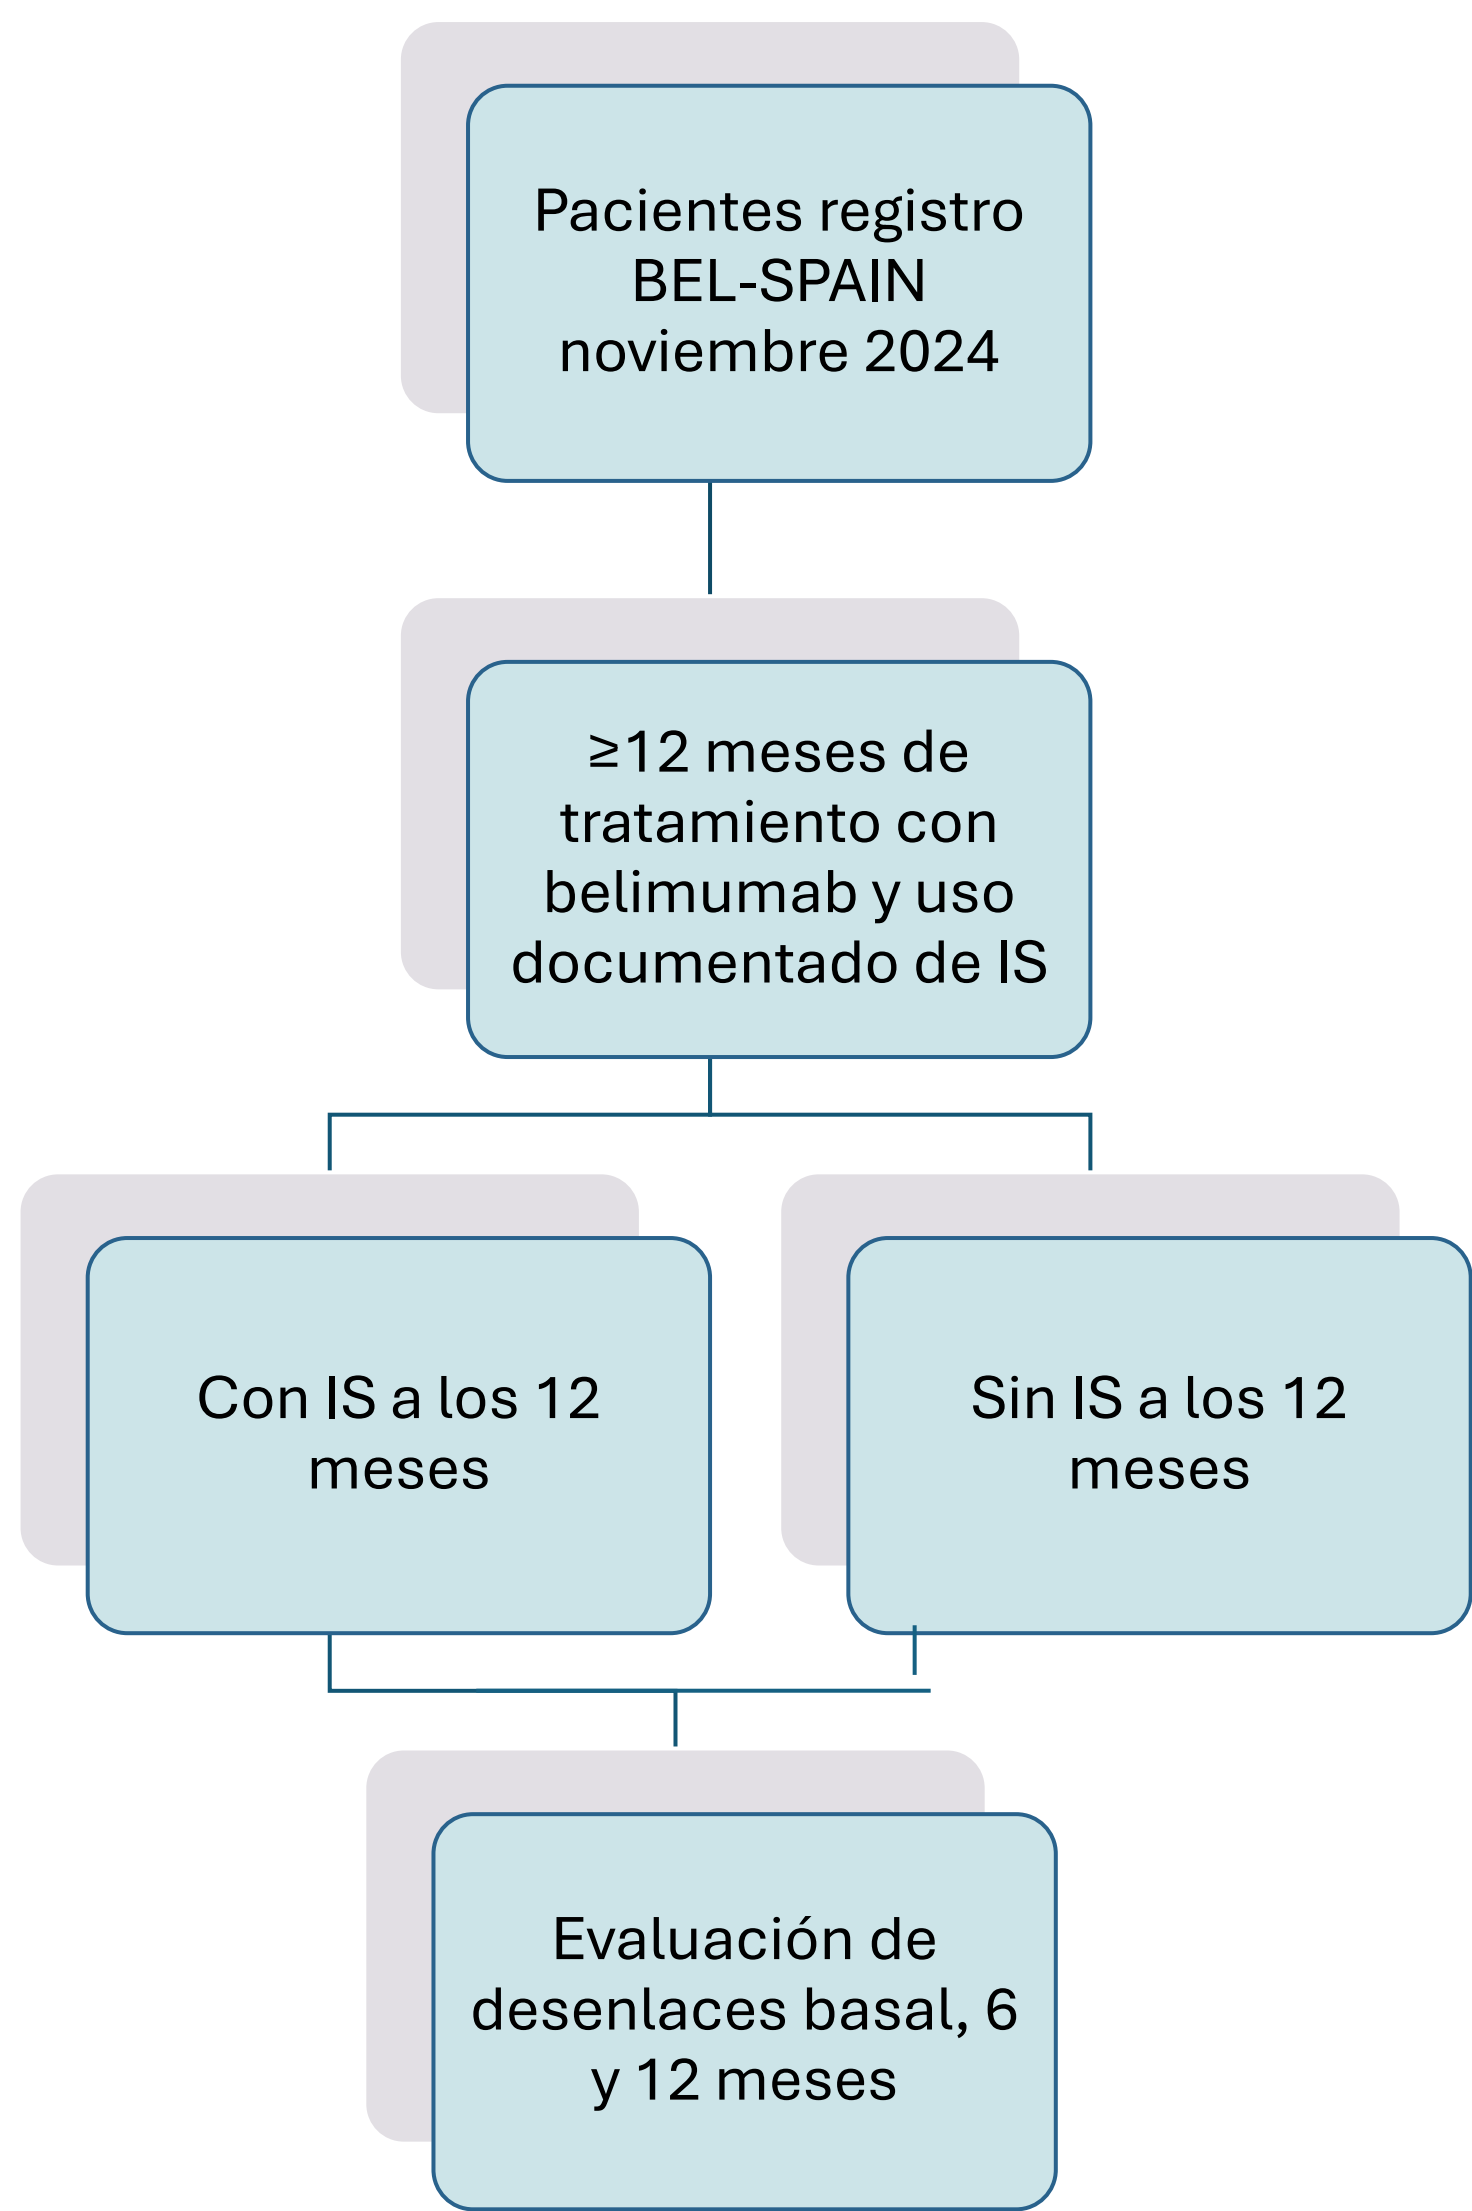 Pacientes registro
BEL-SPAIN
noviembre 2024
≥12 meses de
tratamiento con
belimumab y uso
documentado de IS
Con IS a los 12
meses
Sin IS a los 12
meses
Evaluación de
desenlaces basal, 6
y 12 meses